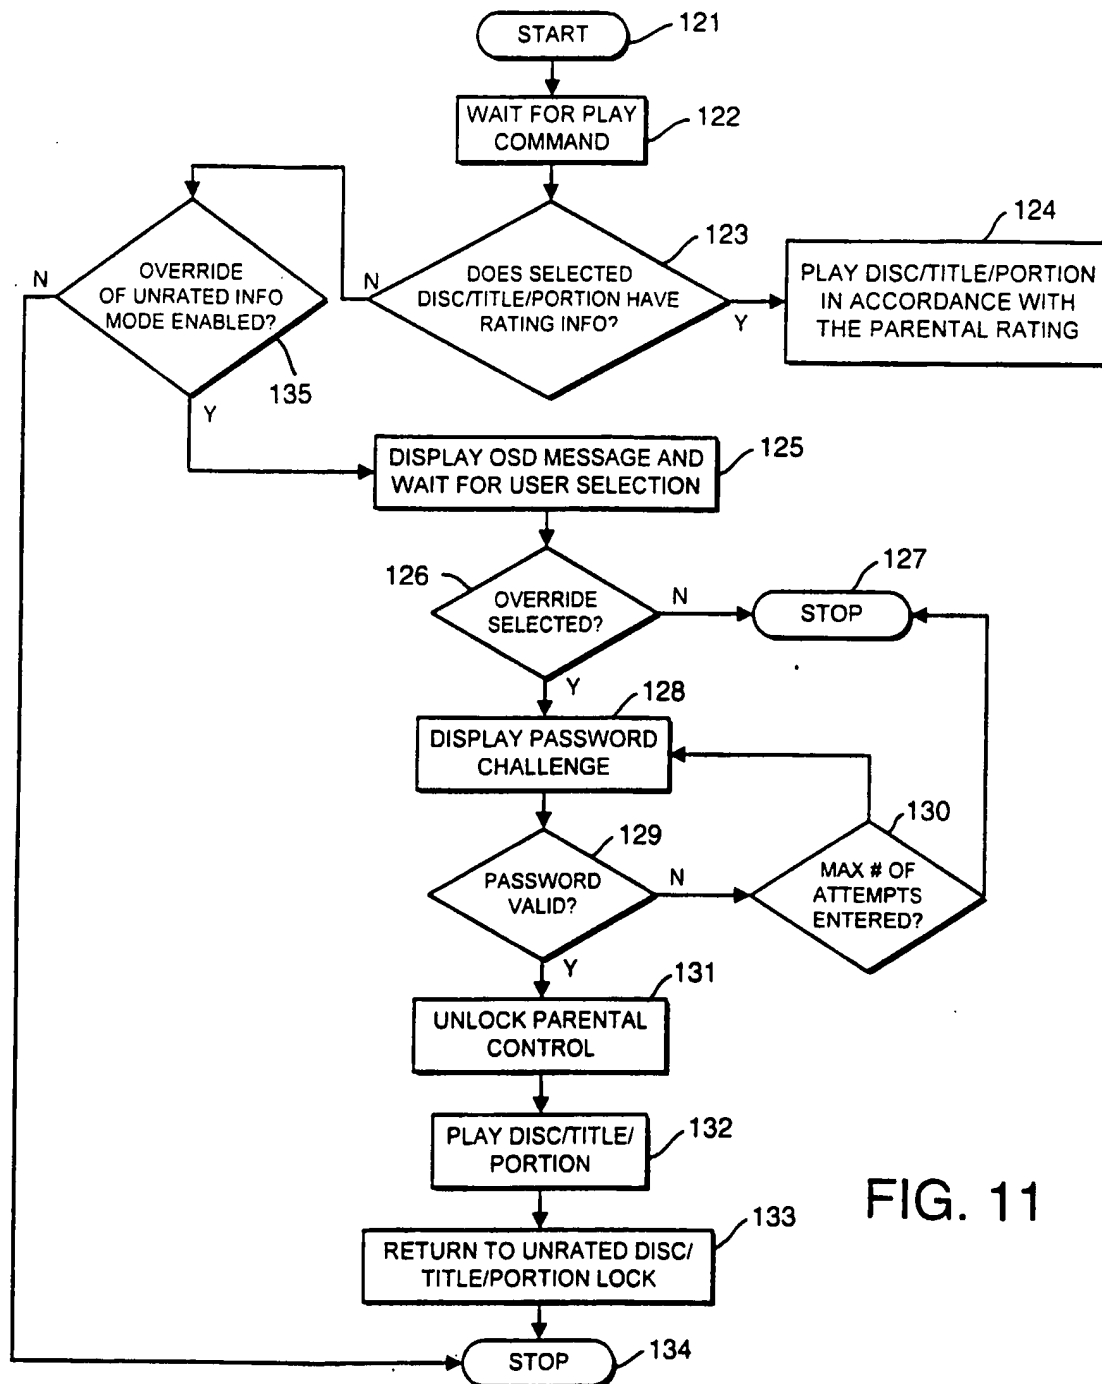 START
121
WAIT FOR PLAY
COMMAND
122
DOES SELECTED
DISC/TITLE/PORTION HAVE
RATING INFO?
123
N
Y
124
PLAY DISC/TITLE/PORTION
IN ACCORDANCE WITH
THE PARENTAL RATING
OVERRIDE
OF UNRATED INFO
MODE ENABLED?
N
135
Y
DISPLAY OSD MESSAGE AND
WAIT FOR USER SELECTION
125
126
OVERRIDE
SELECTED?
N
127
STOP
Y
128
DISPLAY PASSWORD
CHALLENGE
129
PASSWORD
VALID?
N
130
MAX # OF
ATTEMPTS
ENTERED?
Y
131
UNLOCK PARENTAL
CONTROL
PLAY DISC/TITLE/
PORTION
132
133
RETURN TO UNRATED DISC/
TITLE/PORTION LOCK
STOP
134
FIG. 11